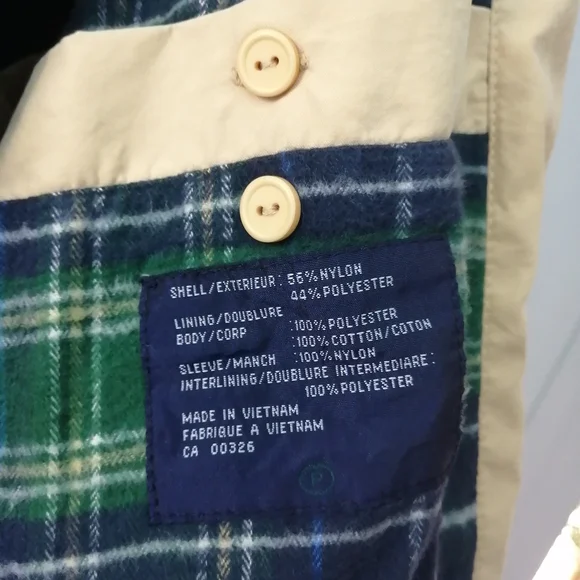 SHELL/EXTERIEUR: 56% NYLON
44% POLYESTER
LINING/DOUBLURE :100% POLYESTER
BODY/CORP :100% COTTON/COTON
SLEEVE/MANCH :100% NYLON
INTERLINING/DOUBLURE INTERMEDIARE:
100% POLYESTER
MADE IN VIETNAM
FABRIQUE A VIETNAM
CA 00326
P